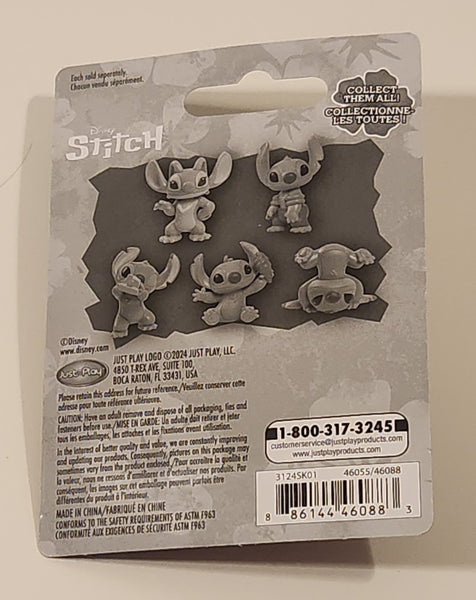 Each sold separately.
Chacun vendu séparément.
COLLECT
THEM ALL!
COLLECTIONNE-
LES TOUTES !
Disney
Stitch
©Disney
www.disney.com
Just Play
JUST PLAY LOGO ©2024 JUST PLAY, LLC.
4850 T-REX AVE, SUITE 100,
BOCA RATON, FL 33431, USA
Please retain this address for future reference./Veuillez conserver cette
adresse pour toute référence ultérieure.
CAUTION: Have an adult remove and dispose of all packaging, ties and
fasteners before use./MISE EN GARDE: Un adulte doit retirer et jeter
tous les emballages, les attaches et les fixations avant utilisation.
In the interest of better quality and value, we are constantly improving
and updating our products. Consequently, pictures on this package may
sometimes vary from the product enclosed./Pour accroître la qualité et la
valeur, nous ne cessons d'améliorer et d'actualiser nos produits. Par
conséquent, les images sur cet emballage peuvent parfois être
différentes du produit à l'intérieur.
MADE IN CHINA/FABRIQUÉ EN CHINE
CONFORMS TO THE SAFETY REQUIREMENTS OF ASTM F963
CONFORME AUX EXIGENCES DE SÉCURITÉ ASTM F963
1-800-317-3245
customerservice@justplayproducts.com
www.justplayproducts.com
3124SK01 46055/46088
8 86144 46088 3